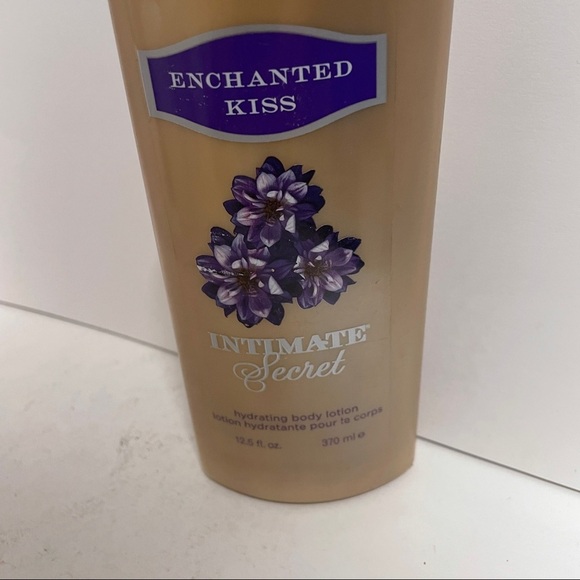 ENCHANTED
KISS
INTIMATE
Secret
hydrating body lotion
lotion hydratante pour le corps
12.5 fl. oz. 370 ml e